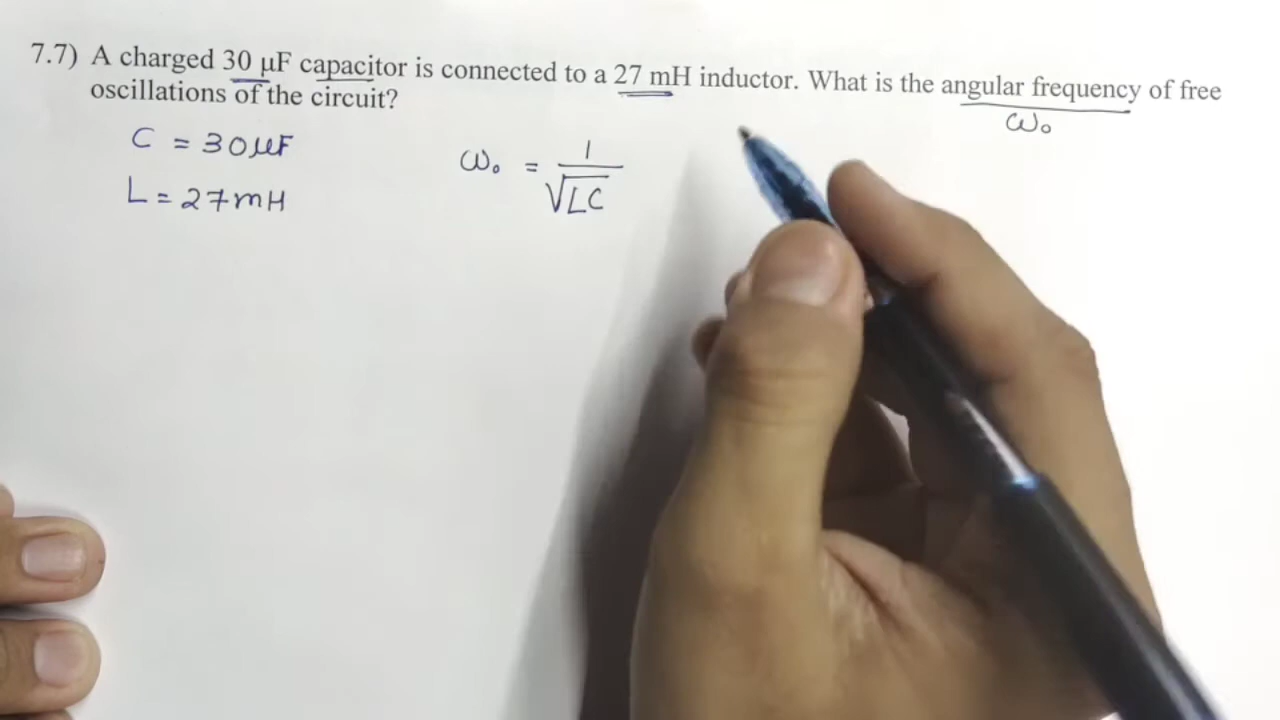 7.7) A charged 30 μF capacitor is connected to a 27 mH inductor. What is the angular frequency of free
oscillations of the circuit?
ω₀
C = 30μF
L = 27mH
ω₀ = 1/√LC